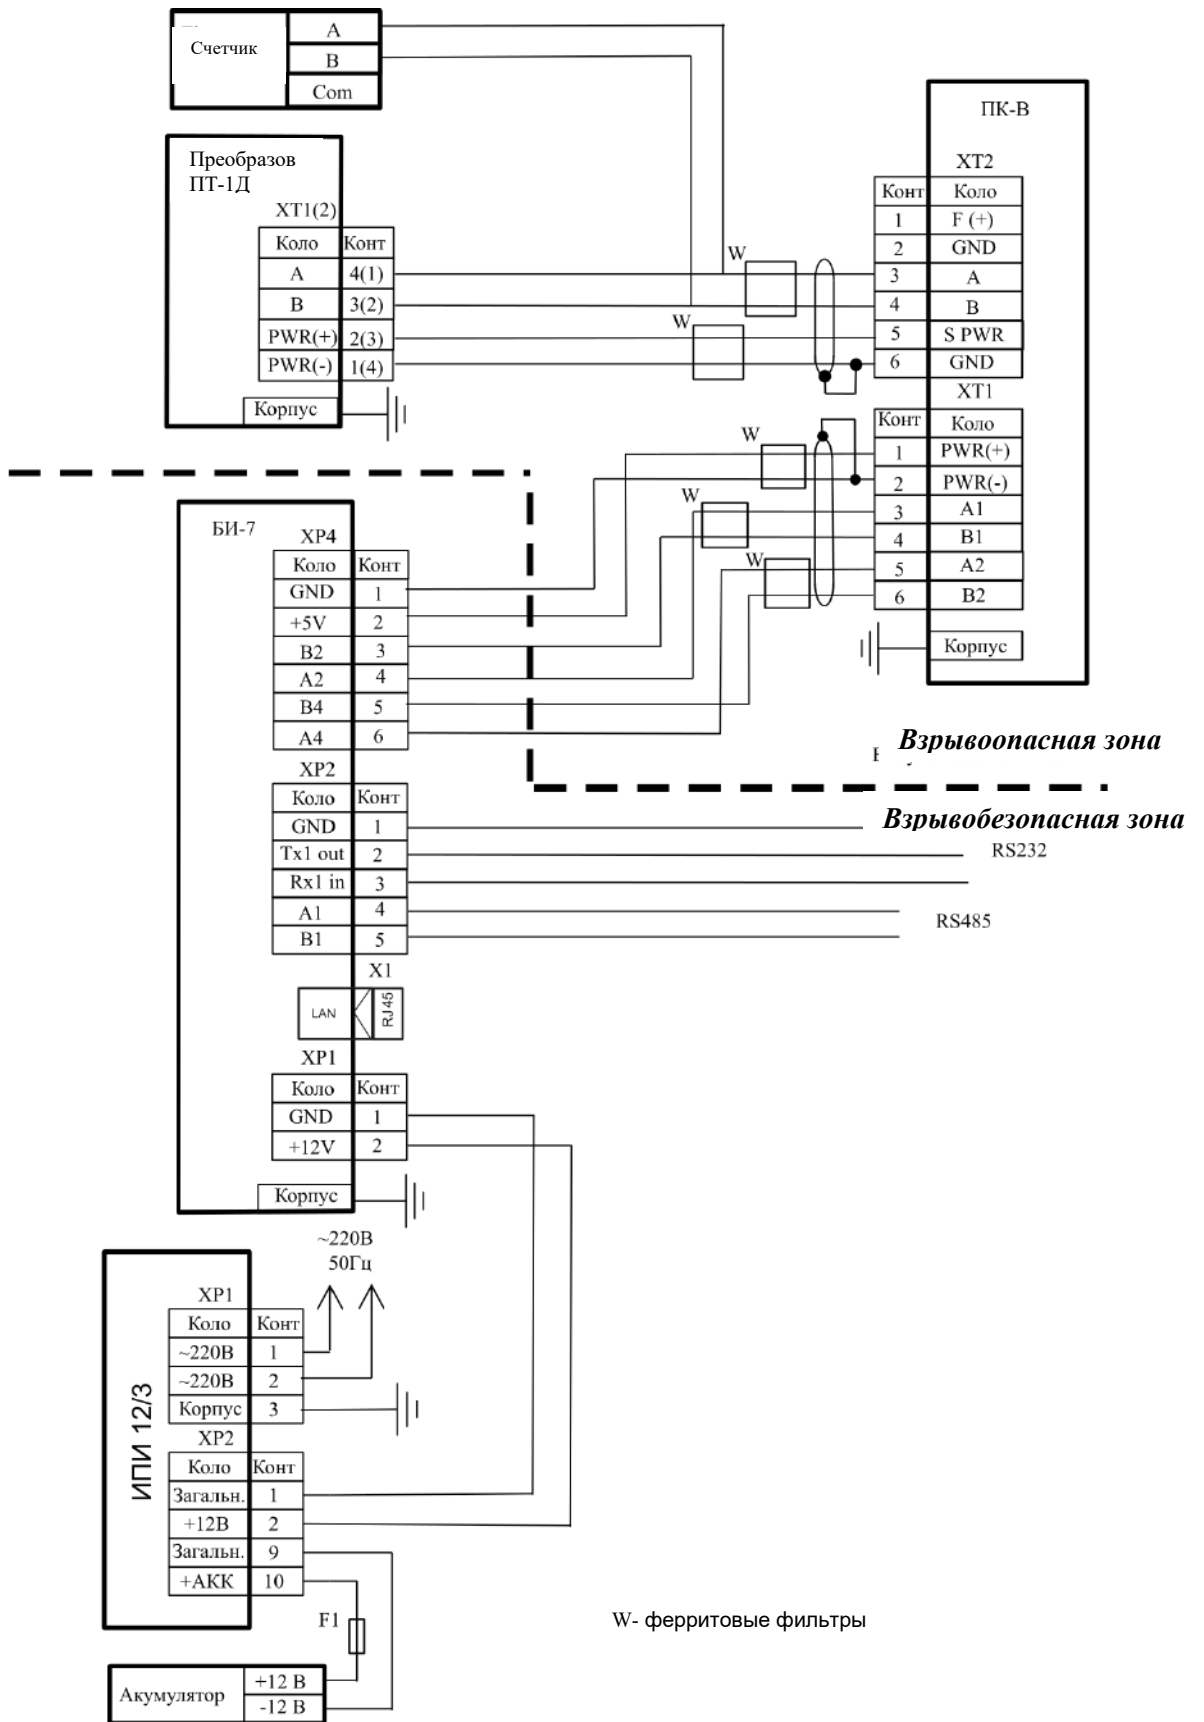 Счетчик
A
B
Com
Преобразов
ПТ-1Д
XT1(2)
Коло Конт
A 4(1)
B 3(2)
PWR(+) 2(3)
PWR(-) 1(4)
Корпус
ПК-В
XT2
Конт Коло
1 F (+)
2 GND
3 A
4 B
5 S PWR
6 GND
XT1
Конт Коло
1 PWR(+)
2 PWR(-)
3 A1
4 B1
5 A2
6 B2
Корпус
W
W
W
W
W
БИ-7
XP4
Коло Конт
GND 1
+5V 2
B2 3
A2 4
B4 5
A4 6
Взрывоопасная зона
Взрывобезопасная зона
XP2
Коло Конт
GND 1
Tx1 out 2
Rx1 in 3
A1 4
B1 5
RS232
RS485
X1
LAN RJ45
XP1
Коло Конт
GND 1
+12V 2
Корпус
~220В
50Гц
ИПИ 12/3
XP1
Коло Конт
~220В 1
~220В 2
Корпус 3
XP2
Коло Конт
Загальн. 1
+12В 2
Загальн. 9
+АКК 10
F1
Акумулятор
+12 В
-12 В
W- ферритовые фильтры